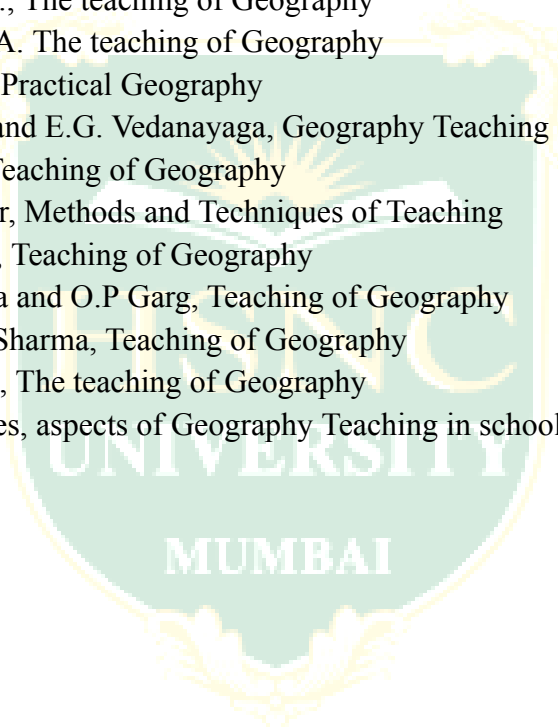 ., The teaching of Geography
A. The teaching of Geography
Practical Geography
and E.G. Vedanayaga, Geography Teaching
Teaching of Geography
r, Methods and Techniques of Teaching
, Teaching of Geography
a and O.P Garg, Teaching of Geography
Sharma, Teaching of Geography
, The teaching of Geography
es, aspects of Geography Teaching in school
HSNC
UNIVERSITY
MUMBAI